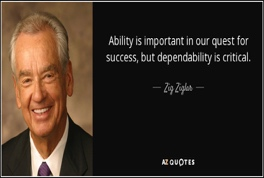 Ability is important in our quest for
success, but dependability is critical.
— Zig Ziglar —
AZ QUOTES